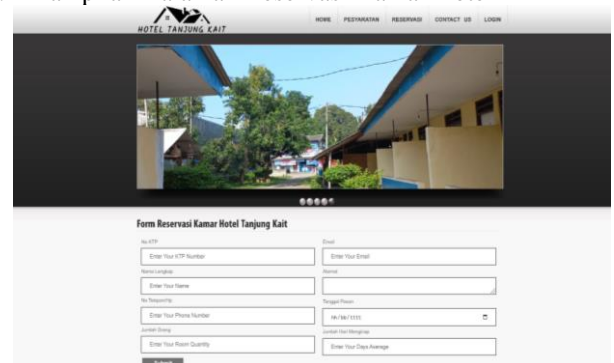 HOTEL TANJUNG KAIT
HOME PESYARATAN RESERVASI CONTACT US LOGIN
Form Reservasi Kamar Hotel Tanjung Kait
No KTP
Enter Your KTP Number
Nama Lengkap
Enter Your Name
No Telepon/Hp
Enter Your Phone Number
Jumlah Orang
Enter Your Room Quantity
Email
Enter Your Email
Alamat
Tanggal Pesan
Jumlah Hari Menginap
Enter Your Days Average